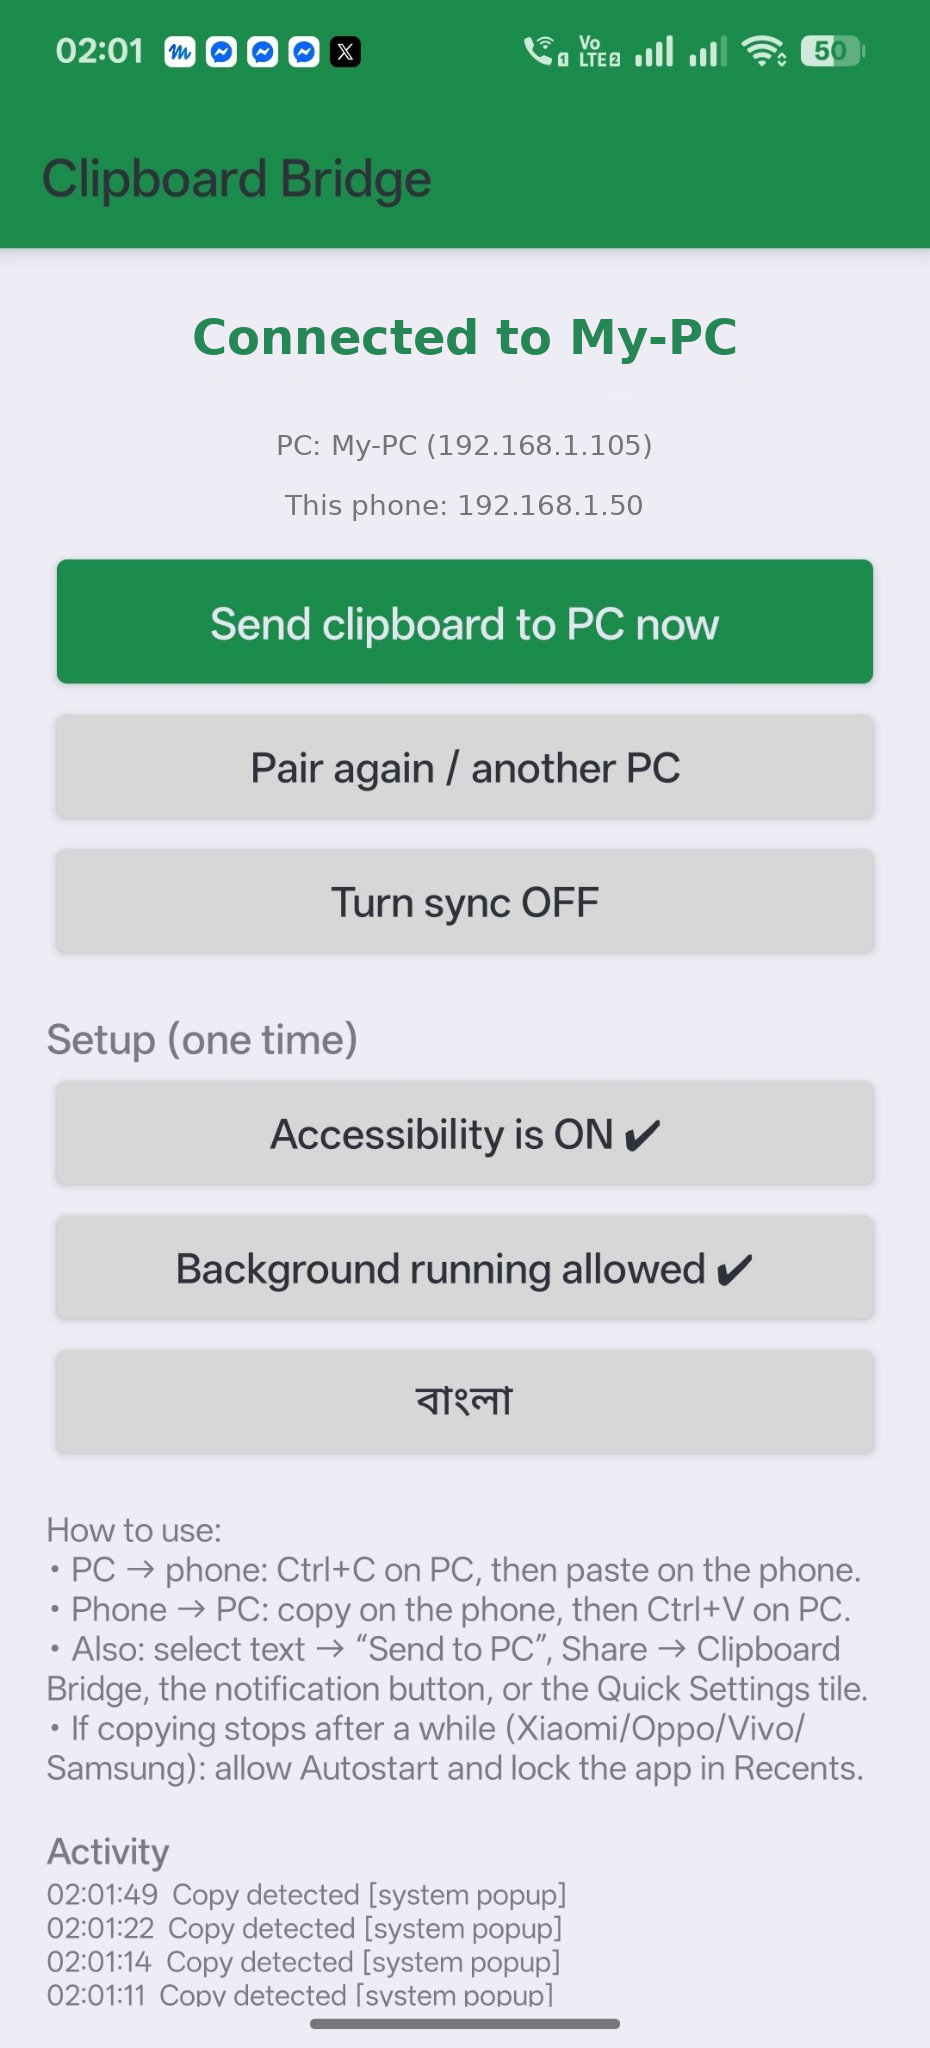 02:01
Vo
LTE 2
1
50
Clipboard Bridge
Connected to My-PC
PC: My-PC (192.168.1.105)
This phone: 192.168.1.50
Send clipboard to PC now
Pair again / another PC
Turn sync OFF
Setup (one time)
Accessibility is ON ✔
Background running allowed ✔
বাংলা
How to use:
• PC → phone: Ctrl+C on PC, then paste on the phone.
• Phone → PC: copy on the phone, then Ctrl+V on PC.
• Also: select text → “Send to PC”, Share → Clipboard
Bridge, the notification button, or the Quick Settings tile.
• If copying stops after a while (Xiaomi/Oppo/Vivo/
Samsung): allow Autostart and lock the app in Recents.
Activity
02:01:49 Copy detected [system popup]
02:01:22 Copy detected [system popup]
02:01:14 Copy detected [system popup]
02:01:11 Copy detected [system popup]